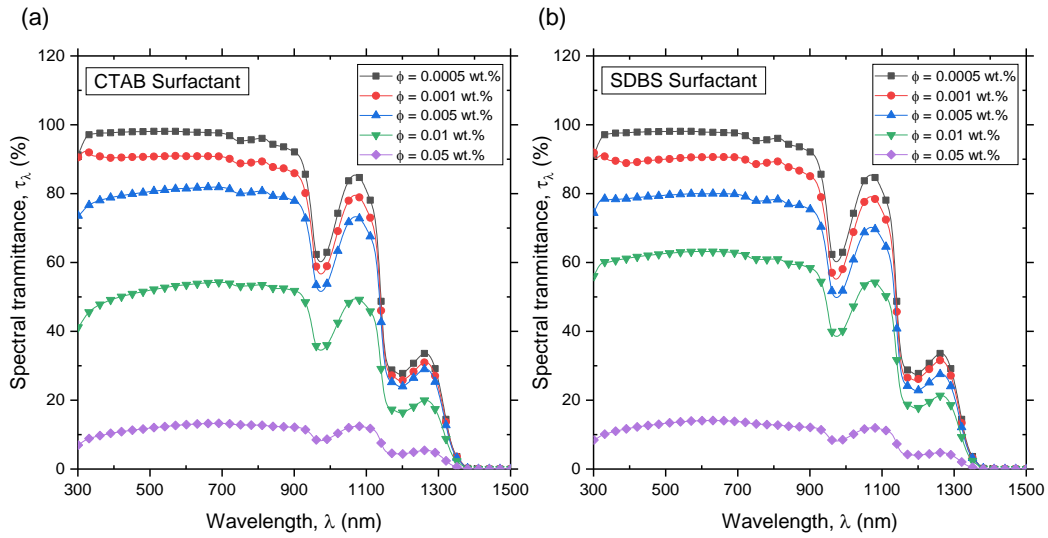 (a)
(b)
120
100
80
60
40
20
0
Spectral tranmittance, τλ (%)
CTAB Surfactant
ϕ = 0.0005 wt.%
ϕ = 0.001 wt.%
ϕ = 0.005 wt.%
ϕ = 0.01 wt.%
ϕ = 0.05 wt.%
300 500 700 900 1100 1300 1500
Wavelength, λ (nm)
120
100
80
60
40
20
0
Spectral tranmittance, τλ (%)
SDBS Surfactant
ϕ = 0.0005 wt.%
ϕ = 0.001 wt.%
ϕ = 0.005 wt.%
ϕ = 0.01 wt.%
ϕ = 0.05 wt.%
300 500 700 900 1100 1300 1500
Wavelength, λ (nm)